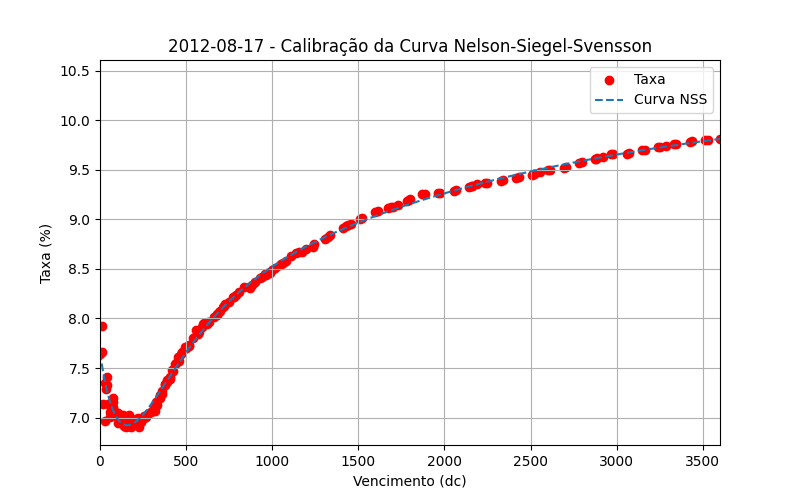 2012-08-17 - Calibração da Curva Nelson-Siegel-Svensson
Taxa
Curva NSS
Taxa (%)
10.5
10.0
9.5
9.0
8.5
8.0
7.5
7.0
0 500 1000 1500 2000 2500 3000 3500
Vencimento (dc)